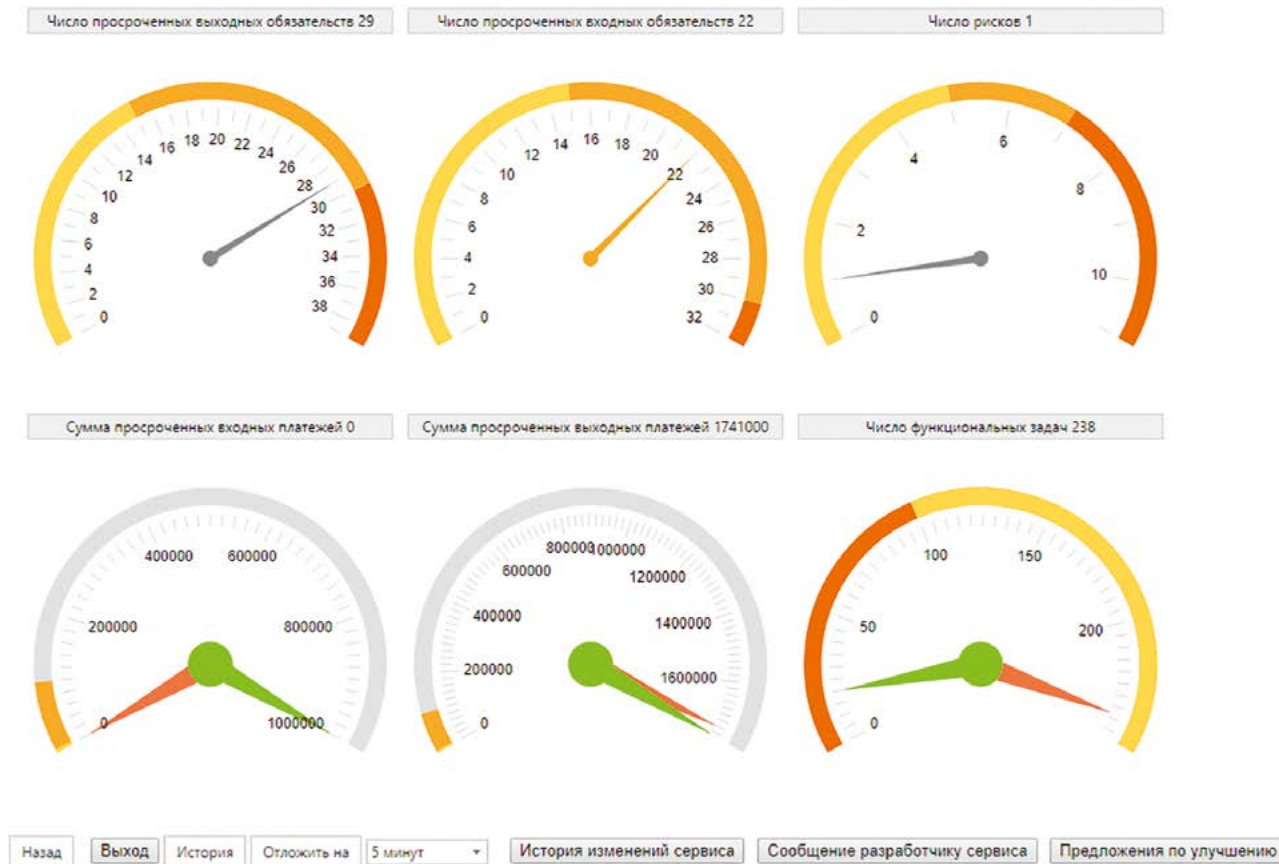 Число просроченных выходных обязательств 29
Число просроченных входных обязательств 22
Число рисков 1
0 2 4 6 8 10 12 14 16 18 20 22 24 26 28 30 32 34 36 38
0 2 4 6 8 10 12 14 16 18 20 22 24 26 28 30 32
0 2 4 6 8 10
Сумма просроченных входных платежей 0
Сумма просроченных выходных платежей 1741000
Число функциональных задач 238
0 200000 400000 600000 800000 1000000
0 200000 400000 600000 800000 1000000 1200000 1400000 1600000
0 50 100 150 200
Назад Выход История Отложить на 5 минут История изменений сервиса Сообщение разработчику сервиса Предложения по улучшению